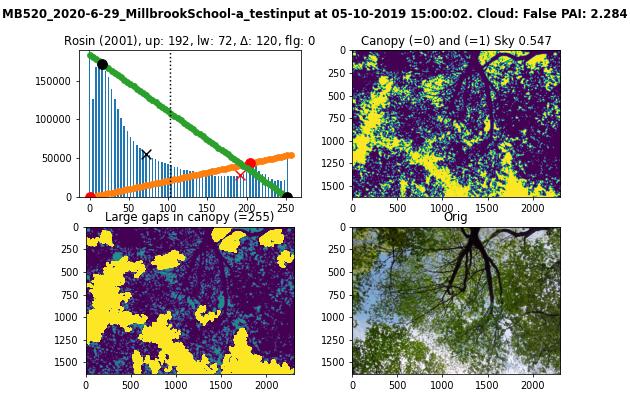 MB520_2020-6-29_MillbrookSchool-a_testinput at 05-10-2019 15:00:02. Cloud: False PAI: 2.284
Rosin (2001), up: 192, lw: 72, Δ: 120, flg: 0
150000
100000
50000
0
0 50 100 150 200 250
Canopy (=0) and (=1) Sky 0.547
0
250
500
750
1000
1250
1500
0 500 1000 1500 2000
Large gaps in canopy (=255)
0
250
500
750
1000
1250
1500
0 500 1000 1500 2000
Orig
0
250
500
750
1000
1250
1500
0 500 1000 1500 2000